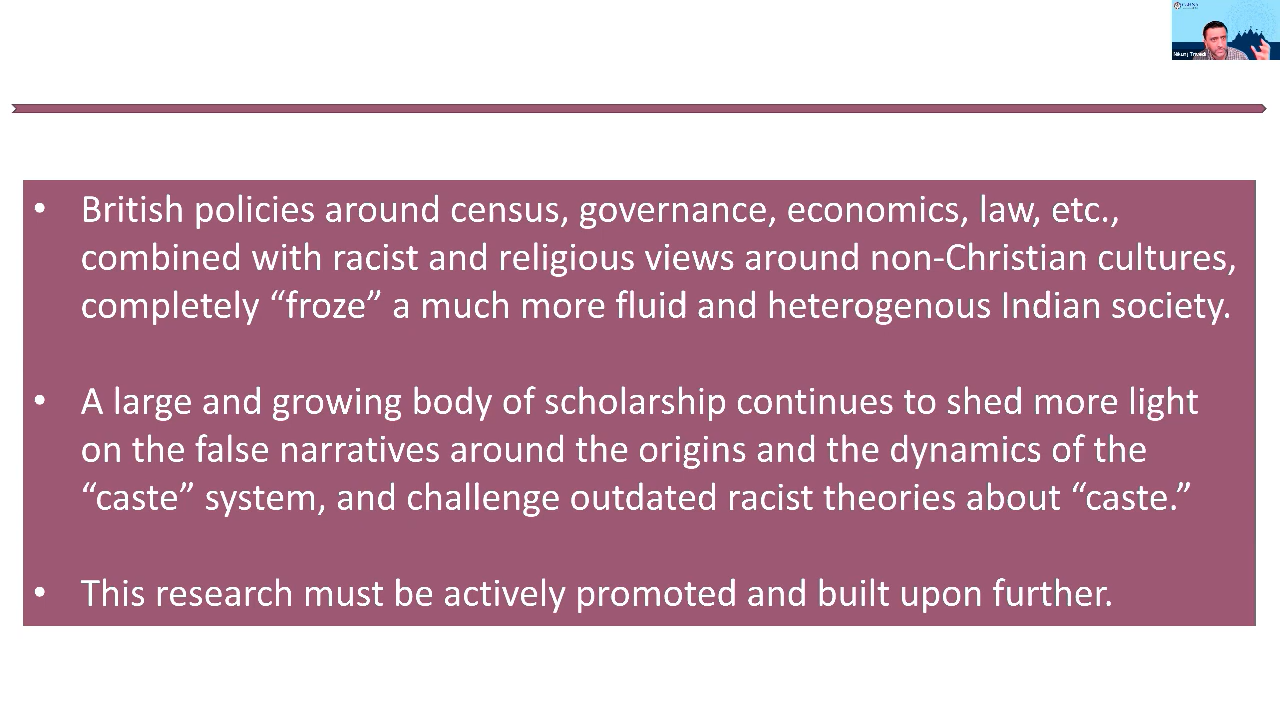 • British policies around census, governance, economics, law, etc.,
combined with racist and religious views around non-Christian cultures,
completely “froze” a much more fluid and heterogenous Indian society.
• A large and growing body of scholarship continues to shed more light
on the false narratives around the origins and the dynamics of the
“caste” system, and challenge outdated racist theories about “caste.”
• This research must be actively promoted and built upon further.